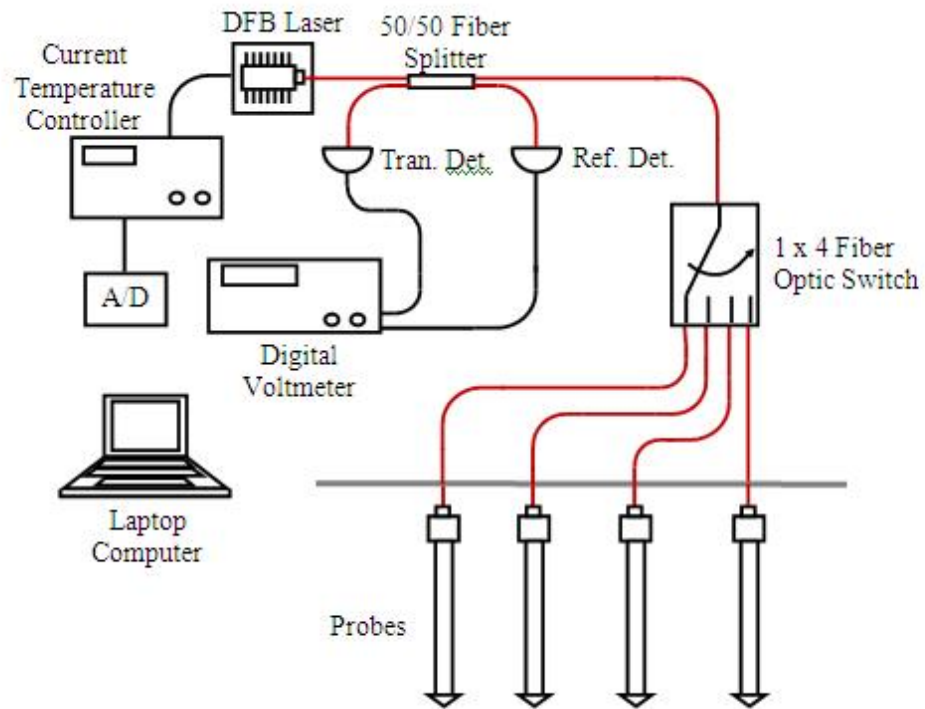 DFB Laser
50/50 Fiber
Splitter
Current
Temperature
Controller
Tran. Det.
Ref. Det.
1 x 4 Fiber
Optic Switch
A/D
Digital
Voltmeter
Laptop
Computer
Probes